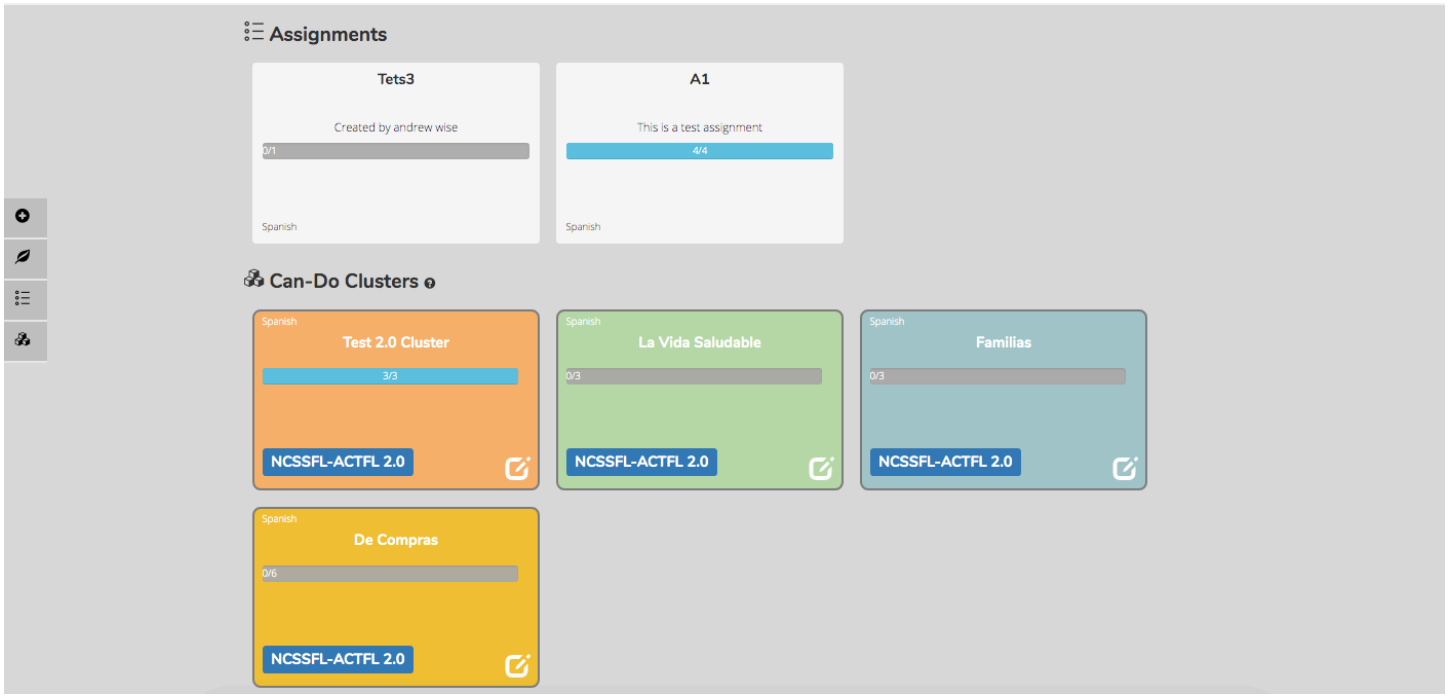 Assignments
Tets3
Created by andrew wise
0/1
Spanish
A1
This is a test assignment
4/4
Spanish
Can-Do Clusters ?
Spanish
Test 2.0 Cluster
3/3
NCSSFL-ACTFL 2.0
Spanish
La Vida Saludable
0/3
NCSSFL-ACTFL 2.0
Spanish
Familias
0/3
NCSSFL-ACTFL 2.0
Spanish
De Compras
0/6
NCSSFL-ACTFL 2.0